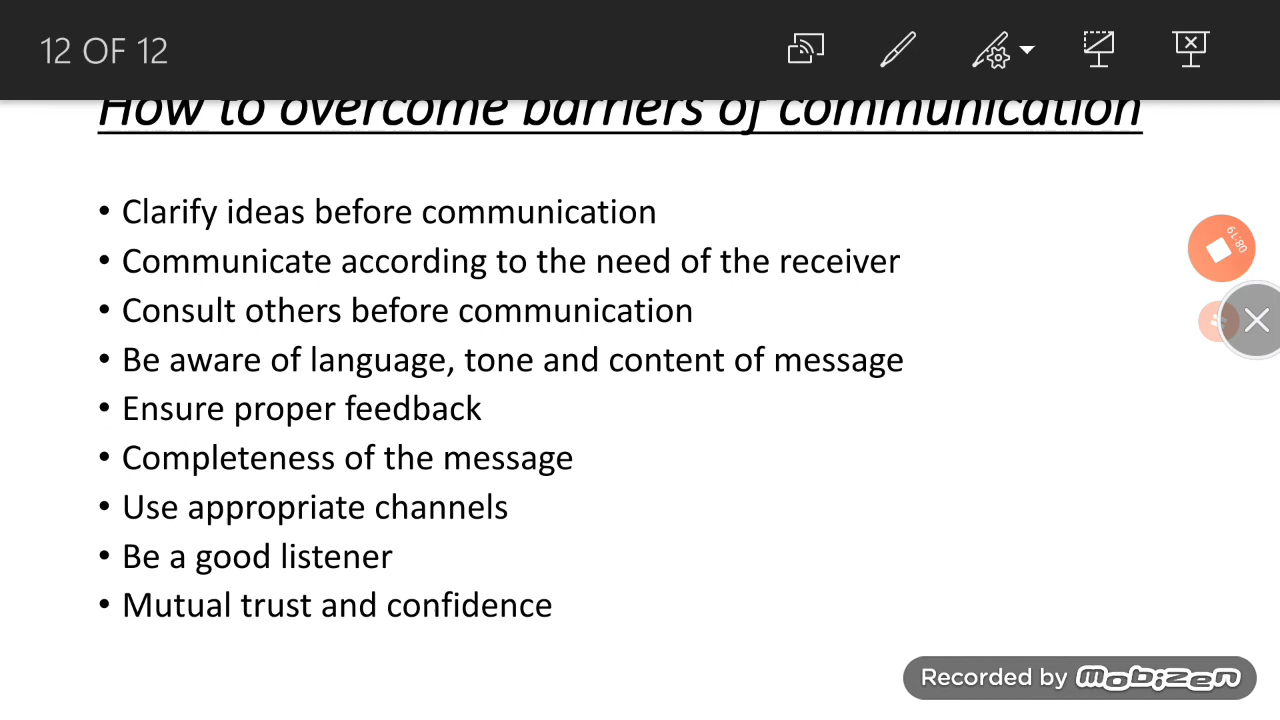 12 OF 12
How to overcome barriers of communication
• Clarify ideas before communication
• Communicate according to the need of the receiver
• Consult others before communication
• Be aware of language, tone and content of message
• Ensure proper feedback
• Completeness of the message
• Use appropriate channels
• Be a good listener
• Mutual trust and confidence
08:19
Recorded by mobizen